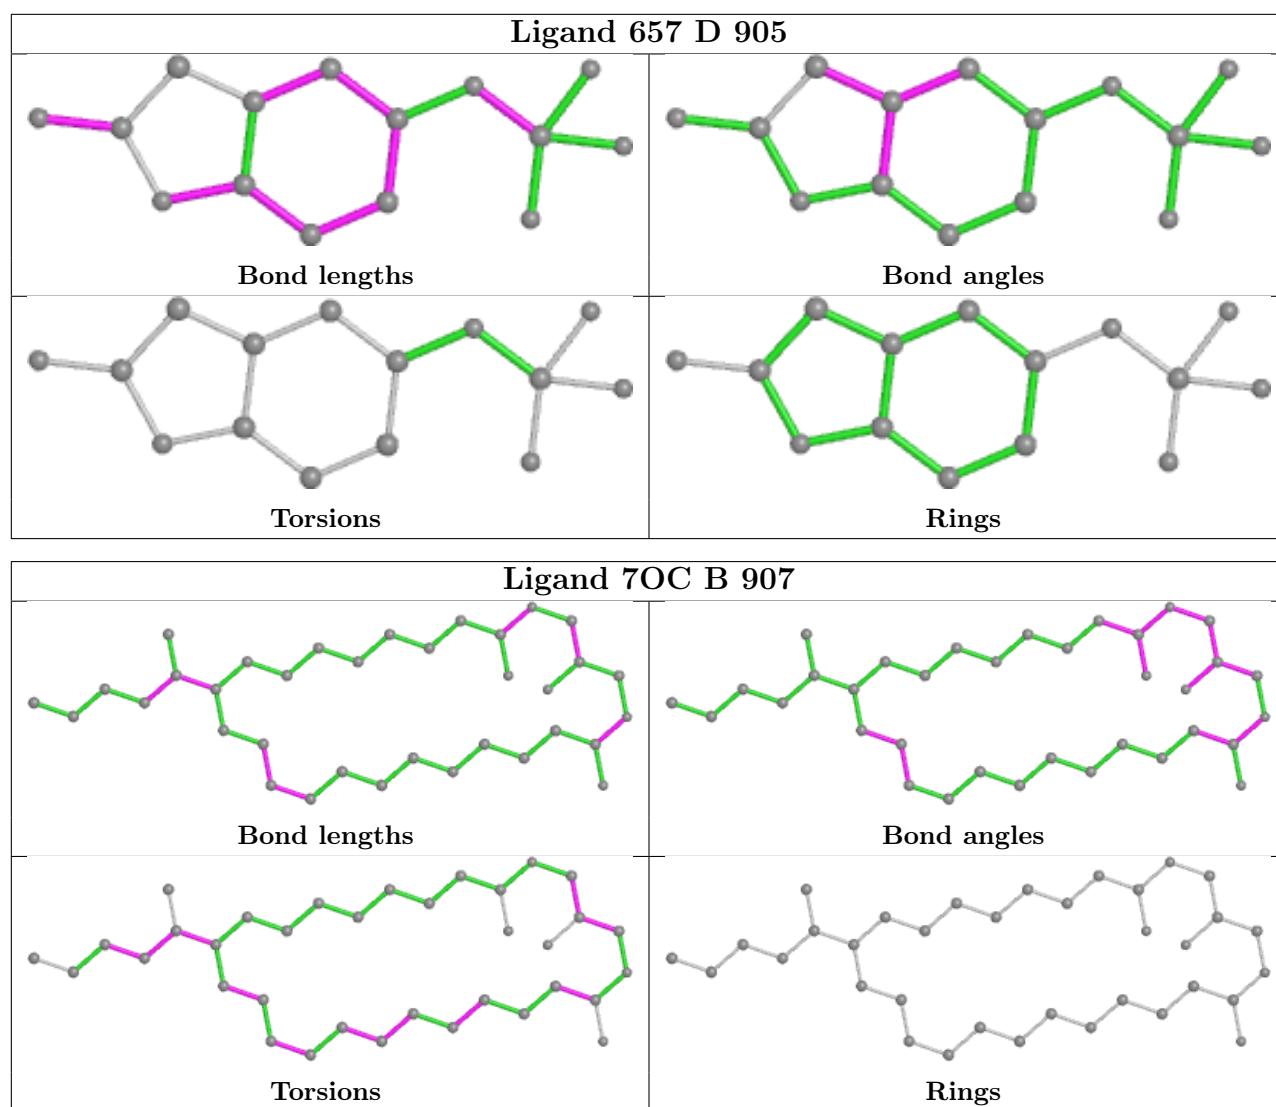 Ligand 657 D 905
Bond lengths
Bond angles
Torsions
Rings
Ligand 7OC B 907
Bond lengths
Bond angles
Torsions
Rings